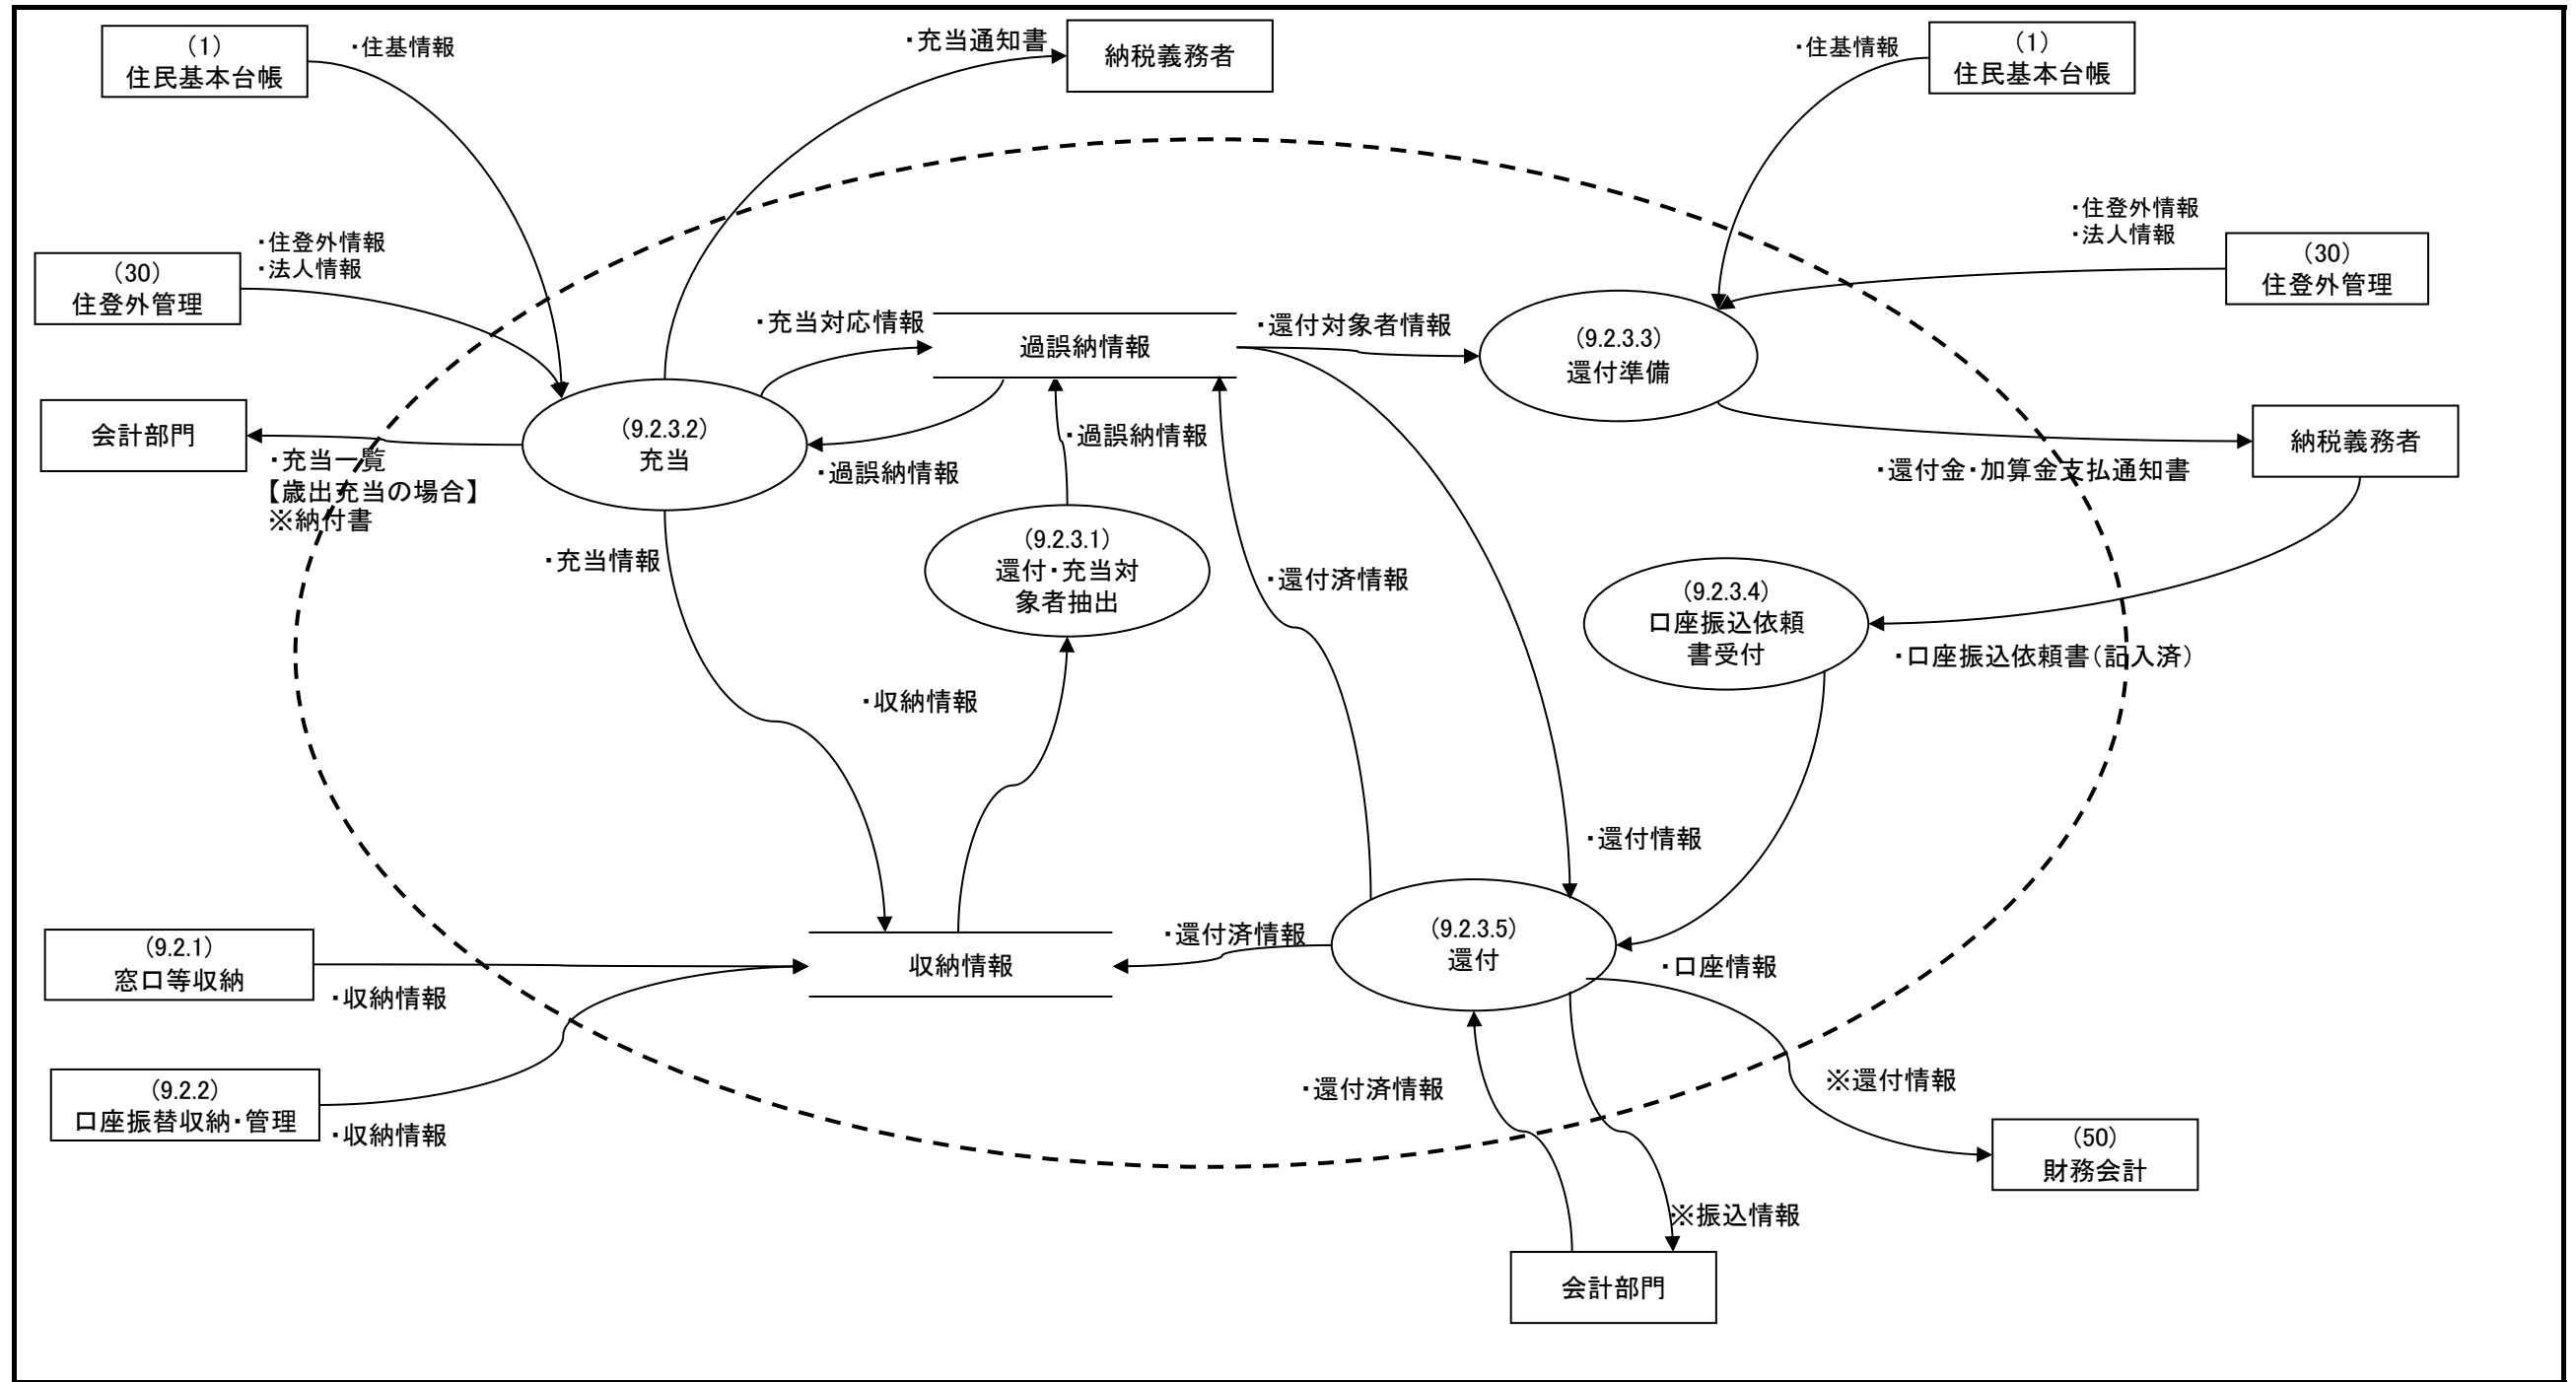 （1）
住民基本台帳
・住基情報
・充当通知書
納税義務者
・住基情報
（1）
住民基本台帳
（30）
住登外管理
・住登外情報
・法人情報
・住登外情報
・法人情報
（30）
住登外管理
・充当対応情報
過誤納情報
・還付対象者情報
（9.2.3.3）
還付準備
会計部門
・充当一覧
【歳出充当の場合】
※納付書
（9.2.3.2）
充当
・過誤納情報
・過誤納情報
納税義務者
・還付金・加算金支払通知書
・充当情報
（9.2.3.1）
還付・充当対
象者抽出
・還付済情報
（9.2.3.4）
口座振込依頼
書受付
・口座振込依頼書（記入済）
・収納情報
・還付情報
（9.2.1）
窓口等収納
・収納情報
収納情報
・還付済情報
（9.2.3.5）
還付
・口座情報
（9.2.2）
口座振替収納・管理
・収納情報
・還付済情報
※還付情報
（50）
財務会計
※振込情報
会計部門